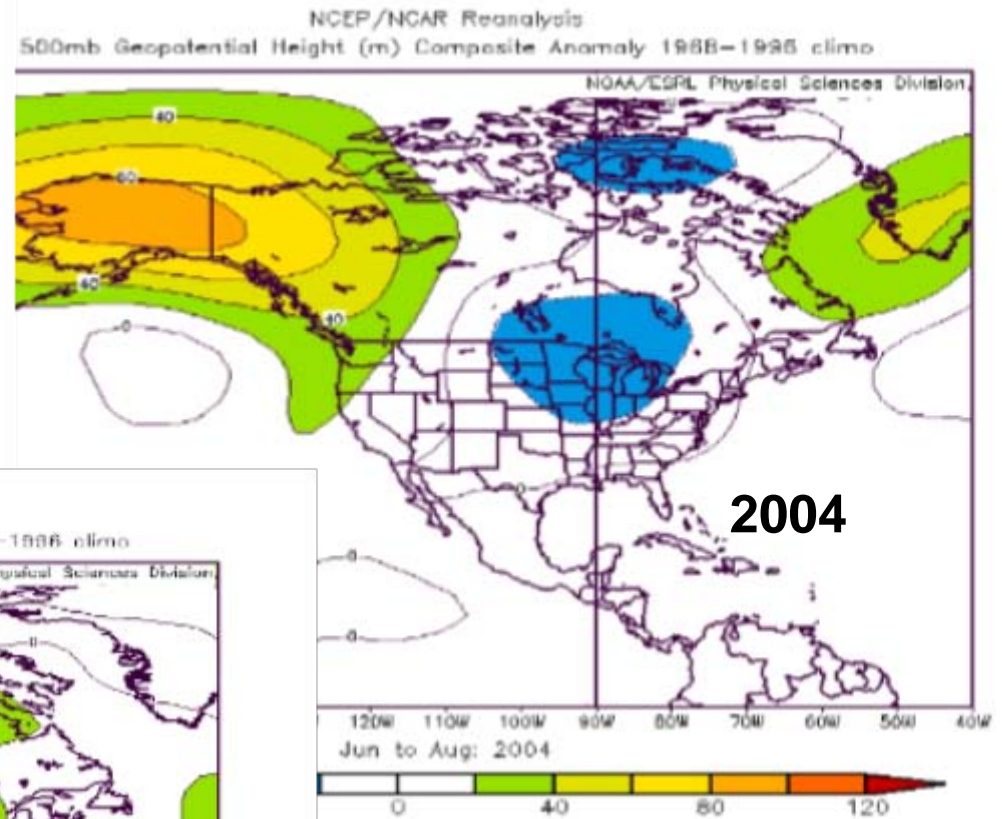 NCEP/NCAR Reanalysis
500mb Geopotential Height (m) Composite Anomaly 1968-1996 climo
NOAA/ESRL Physical Sciences Division
40
60
40
40
0
0
2004
0
0
120W 110W 100W 90W 80W 70W 60W 50W 40W
Jun to Aug: 2004
0 40 80 120
-1996 climo
Sciences Division
0